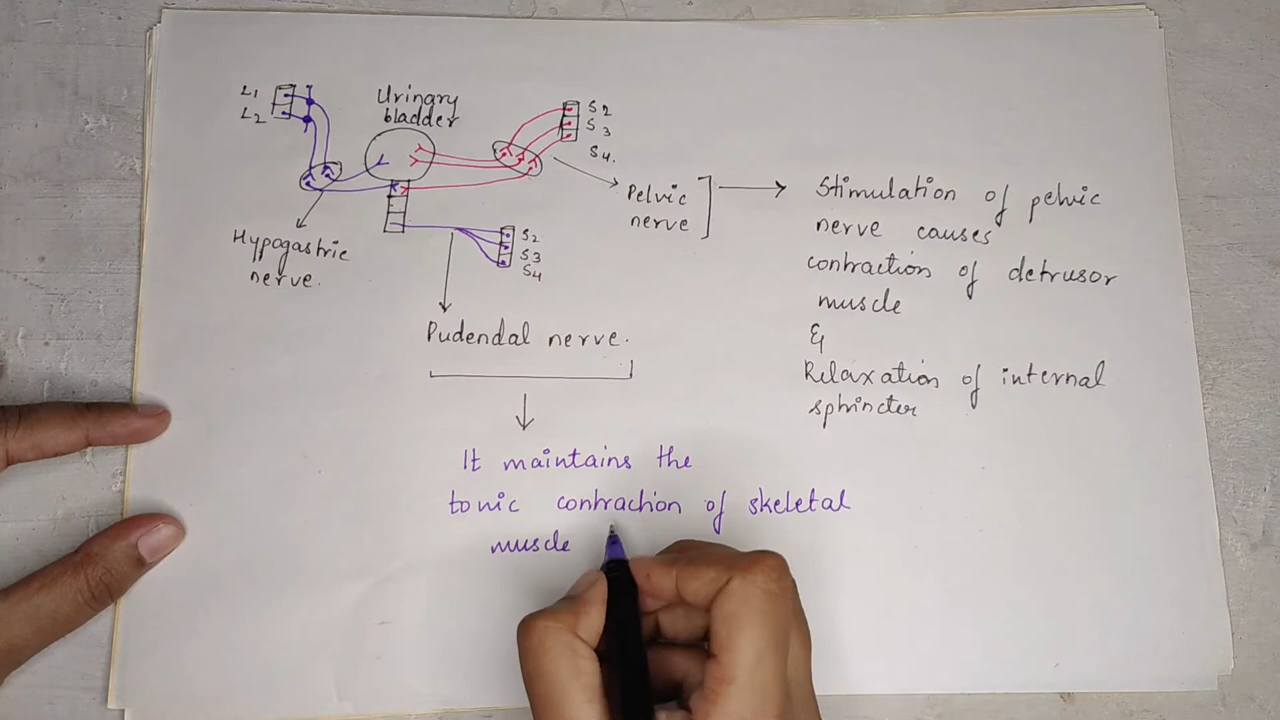 L1
L2
Urinary
bladder
S2
S3
S4.
Pelvic
nerve
Stimulation of pelvic
nerve causes
contraction of detrusor
muscle
&
Relaxation of internal
sphincter
Hypogastric
nerve.
S2
S3
S4
Pudendal nerve.
It maintains the
tonic contraction of skeletal
muscle